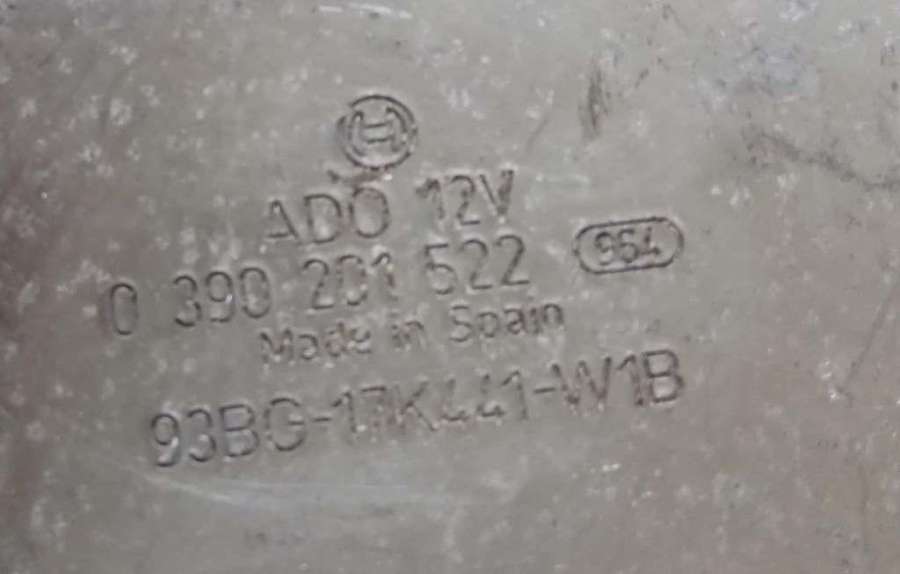 ADO 12V
0 390 201 522 964
Made in Spain
93BG-17K441-W1B